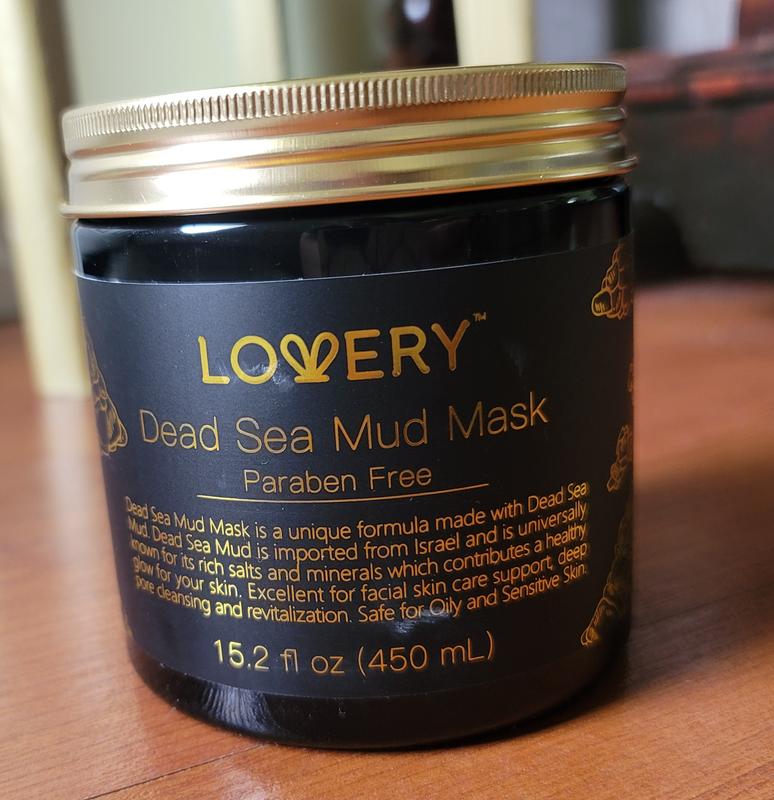 LOVERY™
Dead Sea Mud Mask
Paraben Free
Dead Sea Mud Mask is a unique formula made with Dead Sea
Mud. Dead Sea Mud is imported from Israel and is universally
known for its rich salts and minerals which contributes a healthy
glow for your skin. Excellent for facial skin care support, deep
pore cleansing and revitalization. Safe for Oily and Sensitive Skin.
15.2 fl oz (450 mL)